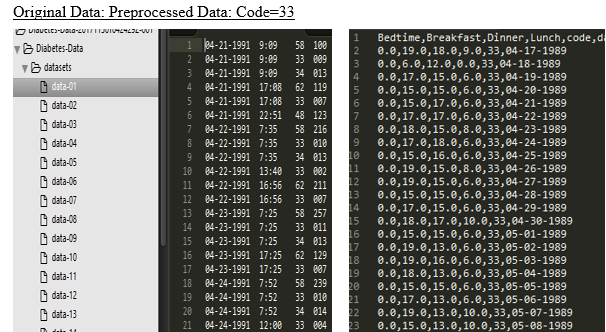 Original Data: Preprocessed Data: Code=33
Diabetes-Data
datasets
data-01
data-02
data-03
data-04
data-05
data-06
data-07
data-08
data-09
data-10
data-11
data-12
data-13
1 04-21-1991 9:09 58 100
2 04-21-1991 9:09 33 009
3 04-21-1991 9:09 34 013
4 04-21-1991 17:08 62 119
5 04-21-1991 17:08 33 007
6 04-21-1991 22:51 48 123
7 04-22-1991 7:35 58 216
8 04-22-1991 7:35 33 010
9 04-22-1991 7:35 34 013
10 04-22-1991 13:40 33 002
11 04-22-1991 16:56 62 211
12 04-22-1991 16:56 33 007
13 04-23-1991 7:25 58 257
14 04-23-1991 7:25 33 011
15 04-23-1991 7:25 34 013
16 04-23-1991 17:25 62 129
17 04-23-1991 17:25 33 007
18 04-24-1991 7:52 58 239
19 04-24-1991 7:52 33 010
20 04-24-1991 7:52 34 014
21 04-24-1991 12:00 33 004
1 Bedtime,Breakfast,Dinner,Lunch,code,da
2 0.0,19.0,18.0,9.0,33,04-17-1989
3 0.0,6.0,12.0,0.0,33,04-18-1989
4 0.0,17.0,15.0,6.0,33,04-19-1989
5 0.0,15.0,15.0,6.0,33,04-20-1989
6 0.0,15.0,17.0,6.0,33,04-21-1989
7 0.0,17.0,17.0,6.0,33,04-22-1989
8 0.0,18.0,15.0,8.0,33,04-23-1989
9 0.0,17.0,18.0,6.0,33,04-24-1989
10 0.0,15.0,16.0,6.0,33,04-25-1989
11 0.0,19.0,15.0,6.0,33,04-26-1989
12 0.0,19.0,15.0,6.0,33,04-27-1989
13 0.0,15.0,15.0,6.0,33,04-28-1989
14 0.0,17.0,15.0,6.0,33,04-29-1989
15 0.0,18.0,17.0,10.0,33,04-30-1989
16 0.0,15.0,15.0,6.0,33,05-01-1989
17 0.0,19.0,13.0,6.0,33,05-02-1989
18 0.0,19.0,16.0,6.0,33,05-03-1989
19 0.0,18.0,13.0,6.0,33,05-04-1989
20 0.0,15.0,15.0,6.0,33,05-05-1989
21 0.0,17.0,13.0,6.0,33,05-06-1989
22 0.0,19.0,13.0,10.0,33,05-07-1989
23 0.0,15.0,13.0,10.0,33,05-08-1989